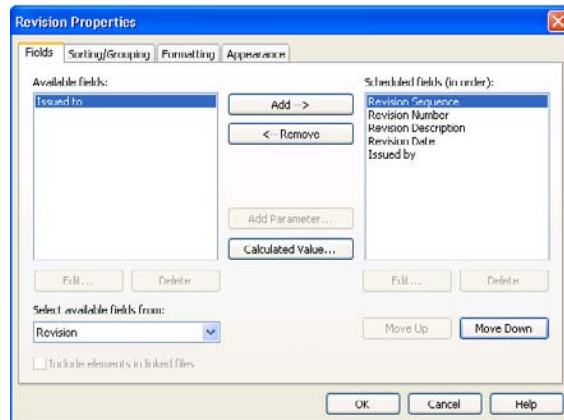 Revision Properties
Fields Sorting/Grouping Formatting Appearance
Available fields:
Issued to
Add -->
<-- Remove
Add Parameter...
Calculated Value...
Scheduled fields (in order):
Revision Sequence
Revision Number
Revision Description
Revision Date
Issued by
Edit... Delete
Edit... Delete
Select available fields from:
Revision
Move Up Move Down
Include elements in linked files
OK Cancel Help